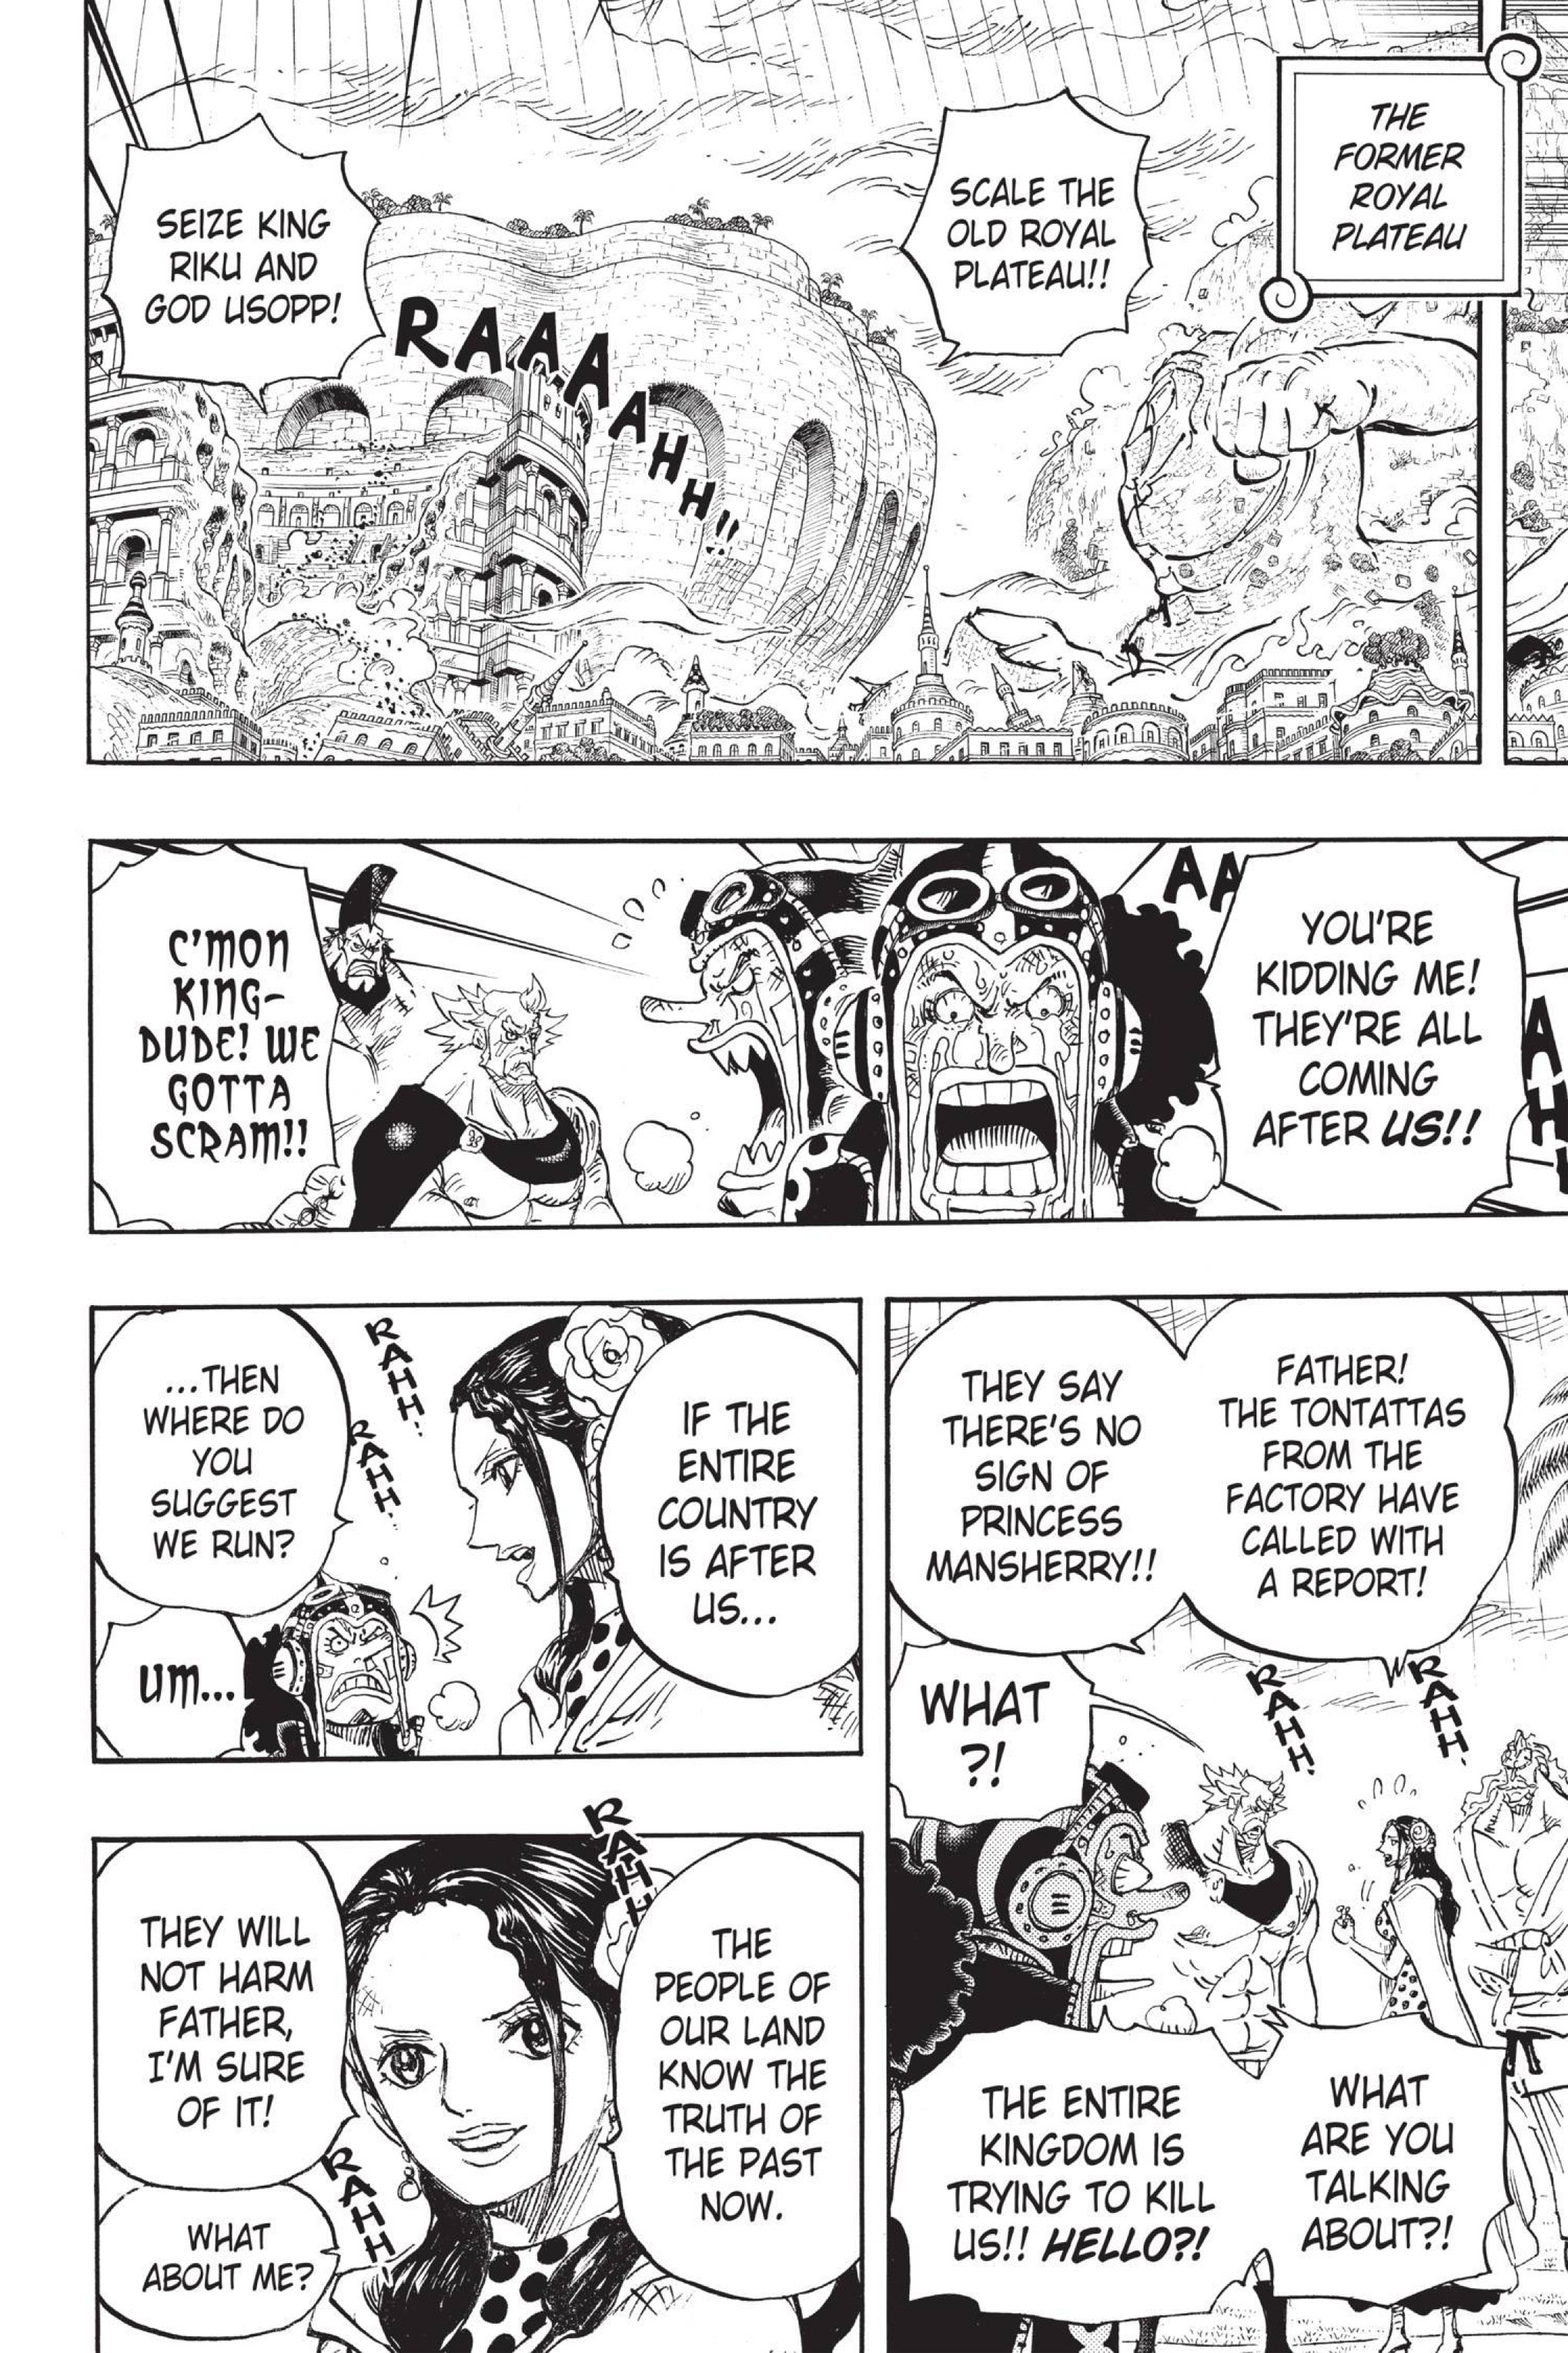 THE
FORMER
ROYAL
PLATEAU
SCALE THE
OLD ROYAL
PLATEAU!!
SEIZE KING
RIKU AND
GOD USOPP!
RAAAAHH!!
AA
AH
YOU'RE
KIDDING ME!
THEY'RE ALL
COMING
AFTER US!!
C'MON
KING-
DUDE! WE
GOTTA
SCRAM!!
FATHER!
THE TONTATTAS
FROM THE
FACTORY HAVE
CALLED WITH
A REPORT!
THEY SAY
THERE'S NO
SIGN OF
PRINCESS
MANSHERRY!!
RAHH!
RAHH!
WHAT
?!
WHAT
ARE YOU
TALKING
ABOUT?!
THE ENTIRE
KINGDOM IS
TRYING TO KILL
US!! HELLO?!
IF THE
ENTIRE
COUNTRY
IS AFTER
US...
RAHH!
RAHH!
...THEN
WHERE DO
YOU
SUGGEST
WE RUN?
UM...
RAHH
THE
PEOPLE OF
OUR LAND
KNOW THE
TRUTH OF
THE PAST
NOW.
THEY WILL
NOT HARM
FATHER,
I'M SURE
OF IT!
RAHH!
WHAT
ABOUT ME?